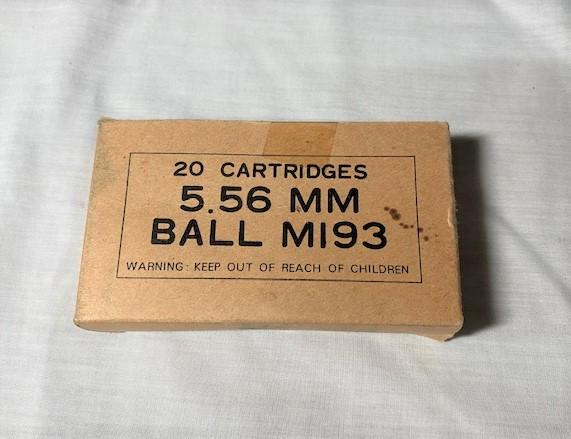 20 CARTRIDGES
5.56 MM
BALL M193
WARNING: KEEP OUT OF REACH OF CHILDREN